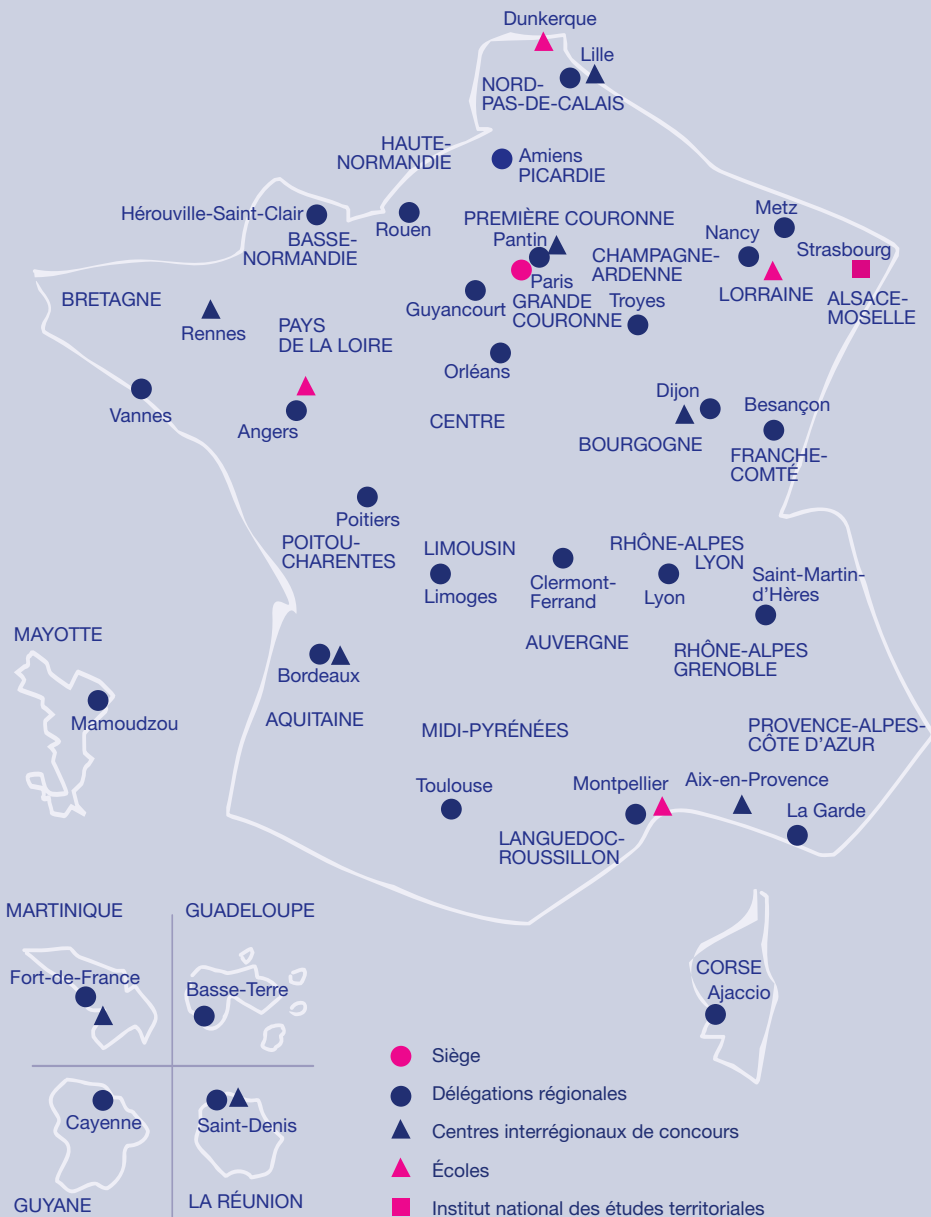 Dunkerque
Lille
NORD-
PAS-DE-CALAIS
HAUTE-
NORMANDIE
Amiens
PICARDIE
Hérouville-Saint-Clair
BASSE-
NORMANDIE
Rouen
PREMIÈRE COURONNE
Pantin
Paris
GRANDE
COURONNE
Guyancourt
CHAMPAGNE-
ARDENNE
Troyes
Metz
Nancy
LORRAINE
Strasbourg
ALSACE-
MOSELLE
BRETAGNE
Rennes
Vannes
PAYS
DE LA LOIRE
Angers
Orléans
CENTRE
Dijon
BOURGOGNE
Besançon
FRANCHE-
COMTÉ
Poitiers
POITOU-
CHARENTES
LIMOUSIN
Limoges
Clermont-
Ferrand
AUVERGNE
RHÔNE-ALPES
LYON
Lyon
Saint-Martin-
d'Hères
RHÔNE-ALPES
GRENOBLE
MAYOTTE
Mamoudzou
Bordeaux
AQUITAINE
MIDI-PYRÉNÉES
Toulouse
Montpellier
LANGUEDOC-
ROUSSILLON
PROVENCE-ALPES-
CÔTE D'AZUR
Aix-en-Provence
La Garde
MARTINIQUE
Fort-de-France
GUADELOUPE
Basse-Terre
CORSE
Ajaccio
Cayenne
GUYANE
Saint-Denis
LA RÉUNION
Siège
Délégations régionales
Centres interrégionaux de concours
Écoles
Institut national des études territoriales